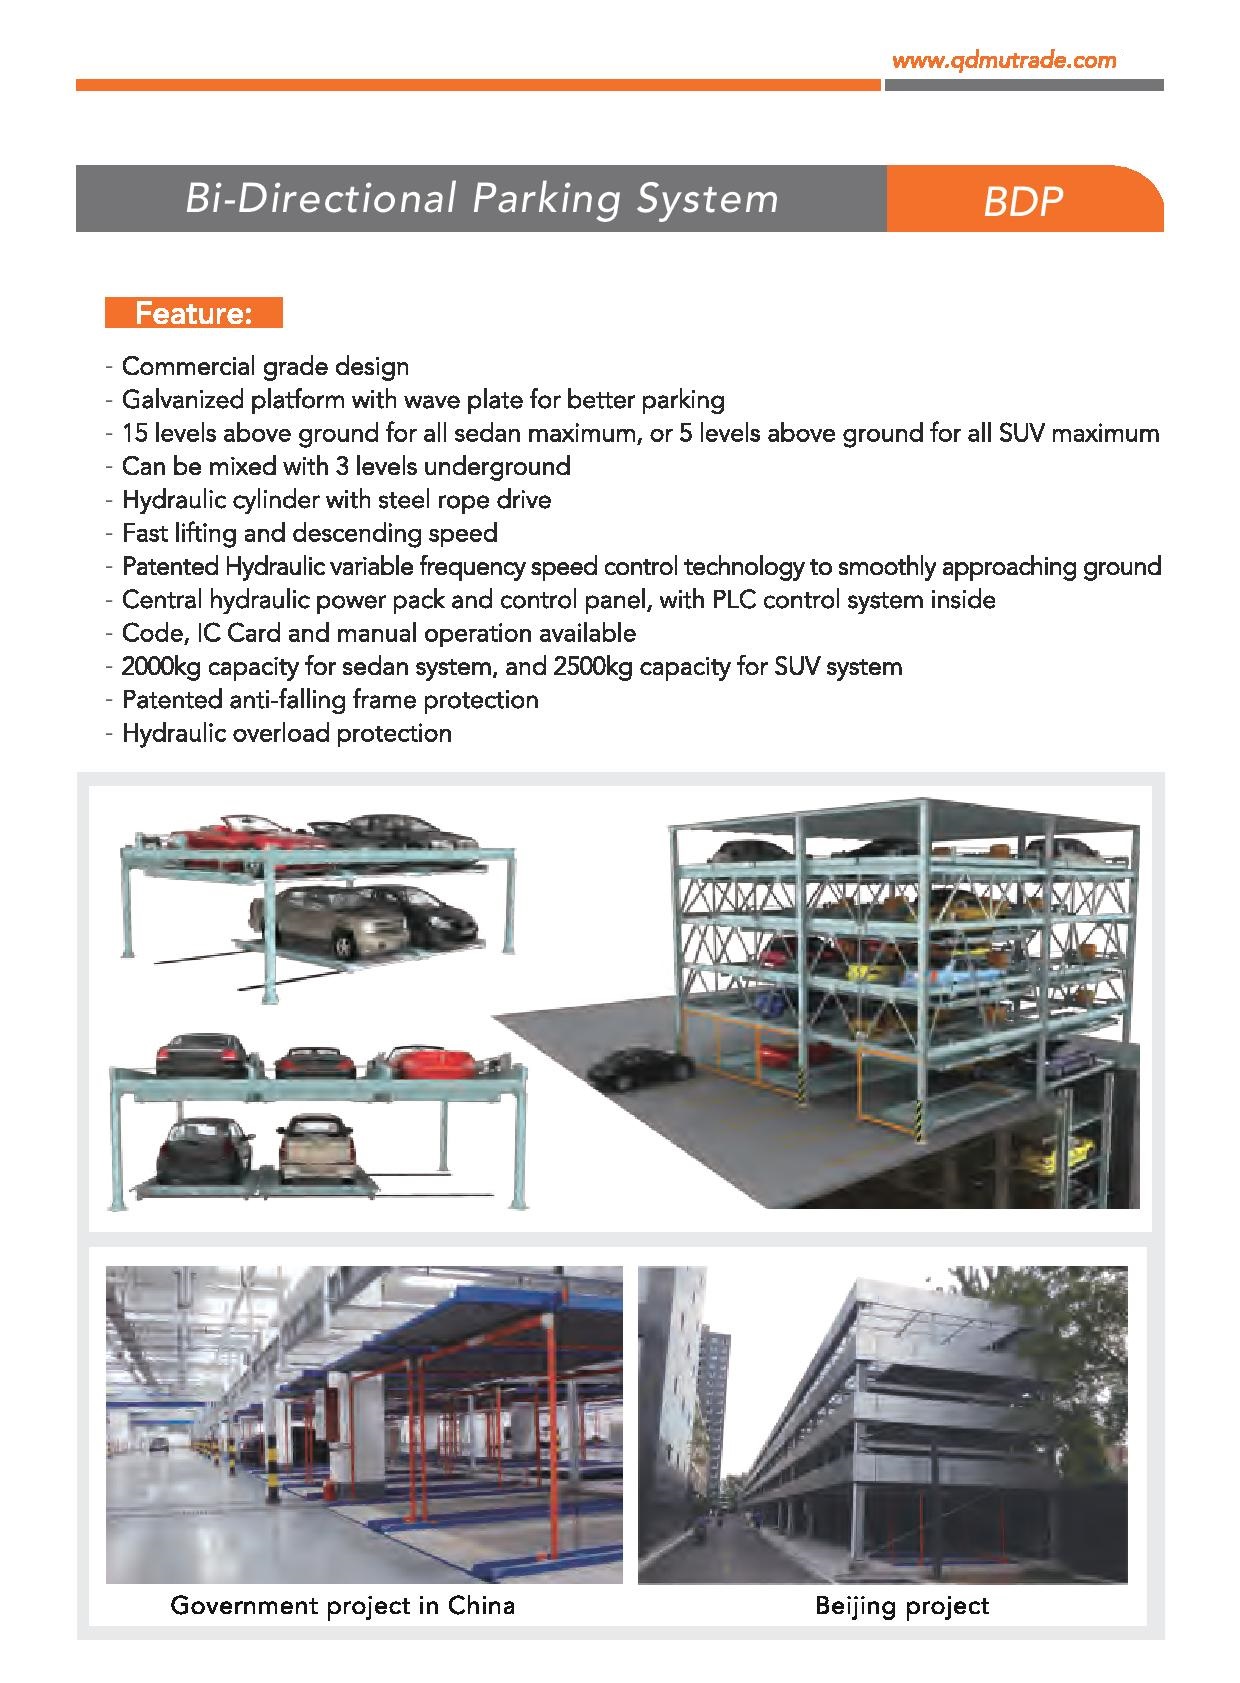 www.qdmutrade.com
Bi-Directional Parking System
BDP
Feature:
- Commercial grade design
- Galvanized platform with wave plate for better parking
- 15 levels above ground for all sedan maximum, or 5 levels above ground for all SUV maximum
- Can be mixed with 3 levels underground
- Hydraulic cylinder with steel rope drive
- Fast lifting and descending speed
- Patented Hydraulic variable frequency speed control technology to smoothly approaching ground
- Central hydraulic power pack and control panel, with PLC control system inside
- Code, IC Card and manual operation available
- 2000kg capacity for sedan system, and 2500kg capacity for SUV system
- Patented anti-falling frame protection
- Hydraulic overload protection
Government project in China
Beijing project